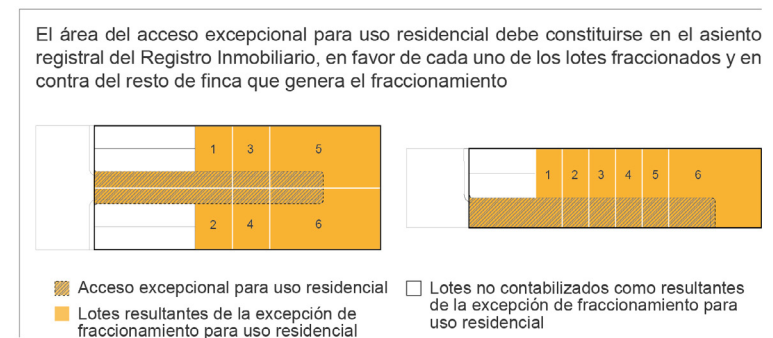 El área del acceso excepcional para uso residencial debe constituirse en el asiento
registral del Registro Inmobiliario, en favor de cada uno de los lotes fraccionados y en
contra del resto de finca que genera el fraccionamiento
1 3 5
2 4 6
1 2 3 4 5 6
Acceso excepcional para uso residencial
Lotes resultantes de la excepción de
fraccionamiento para uso residencial
Lotes no contabilizados como resultantes
de la excepción de fraccionamiento para
uso residencial